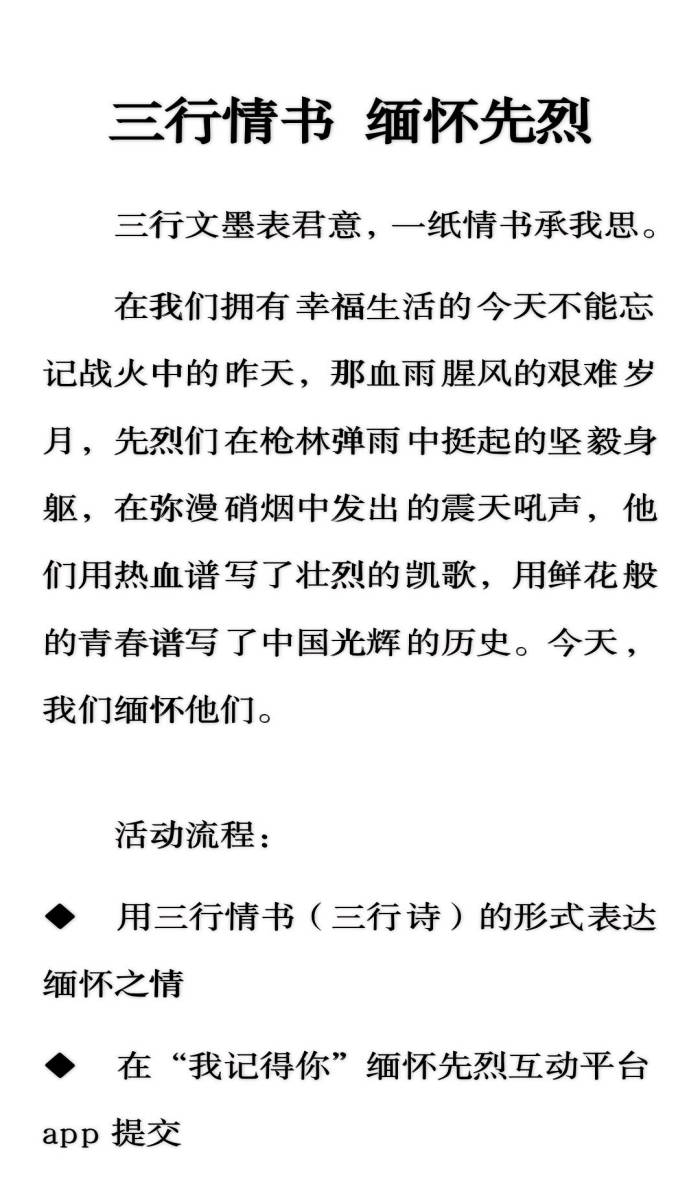 三行情书 缅怀先烈
三行文墨表君意，一纸情书承我思。
在我们拥有幸福生活的今天不能忘
记战火中的昨天，那血雨腥风的艰难岁
月，先烈们在枪林弹雨中挺起的坚毅身
躯，在弥漫硝烟中发出的震天吼声，他
们用热血谱写了壮烈的凯歌，用鲜花般
的青春谱写了中国光辉的历史。今天，
我们缅怀他们。
活动流程：
◆ 用三行情书（三行诗）的形式表达
缅怀之情
◆ 在“我记得你”缅怀先烈互动平台
app 提交